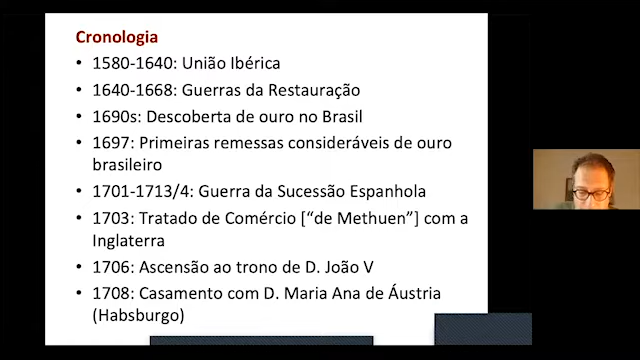 Cronologia
• 1580-1640: União Ibérica
• 1640-1668: Guerras da Restauração
• 1690s: Descoberta de ouro no Brasil
• 1697: Primeiras remessas consideráveis de ouro
brasileiro
• 1701-1713/4: Guerra da Sucessão Espanhola
• 1703: Tratado de Comércio [“de Methuen”] com a
Inglaterra
• 1706: Ascensão ao trono de D. João V
• 1708: Casamento com D. Maria Ana de Áustria
(Habsburgo)